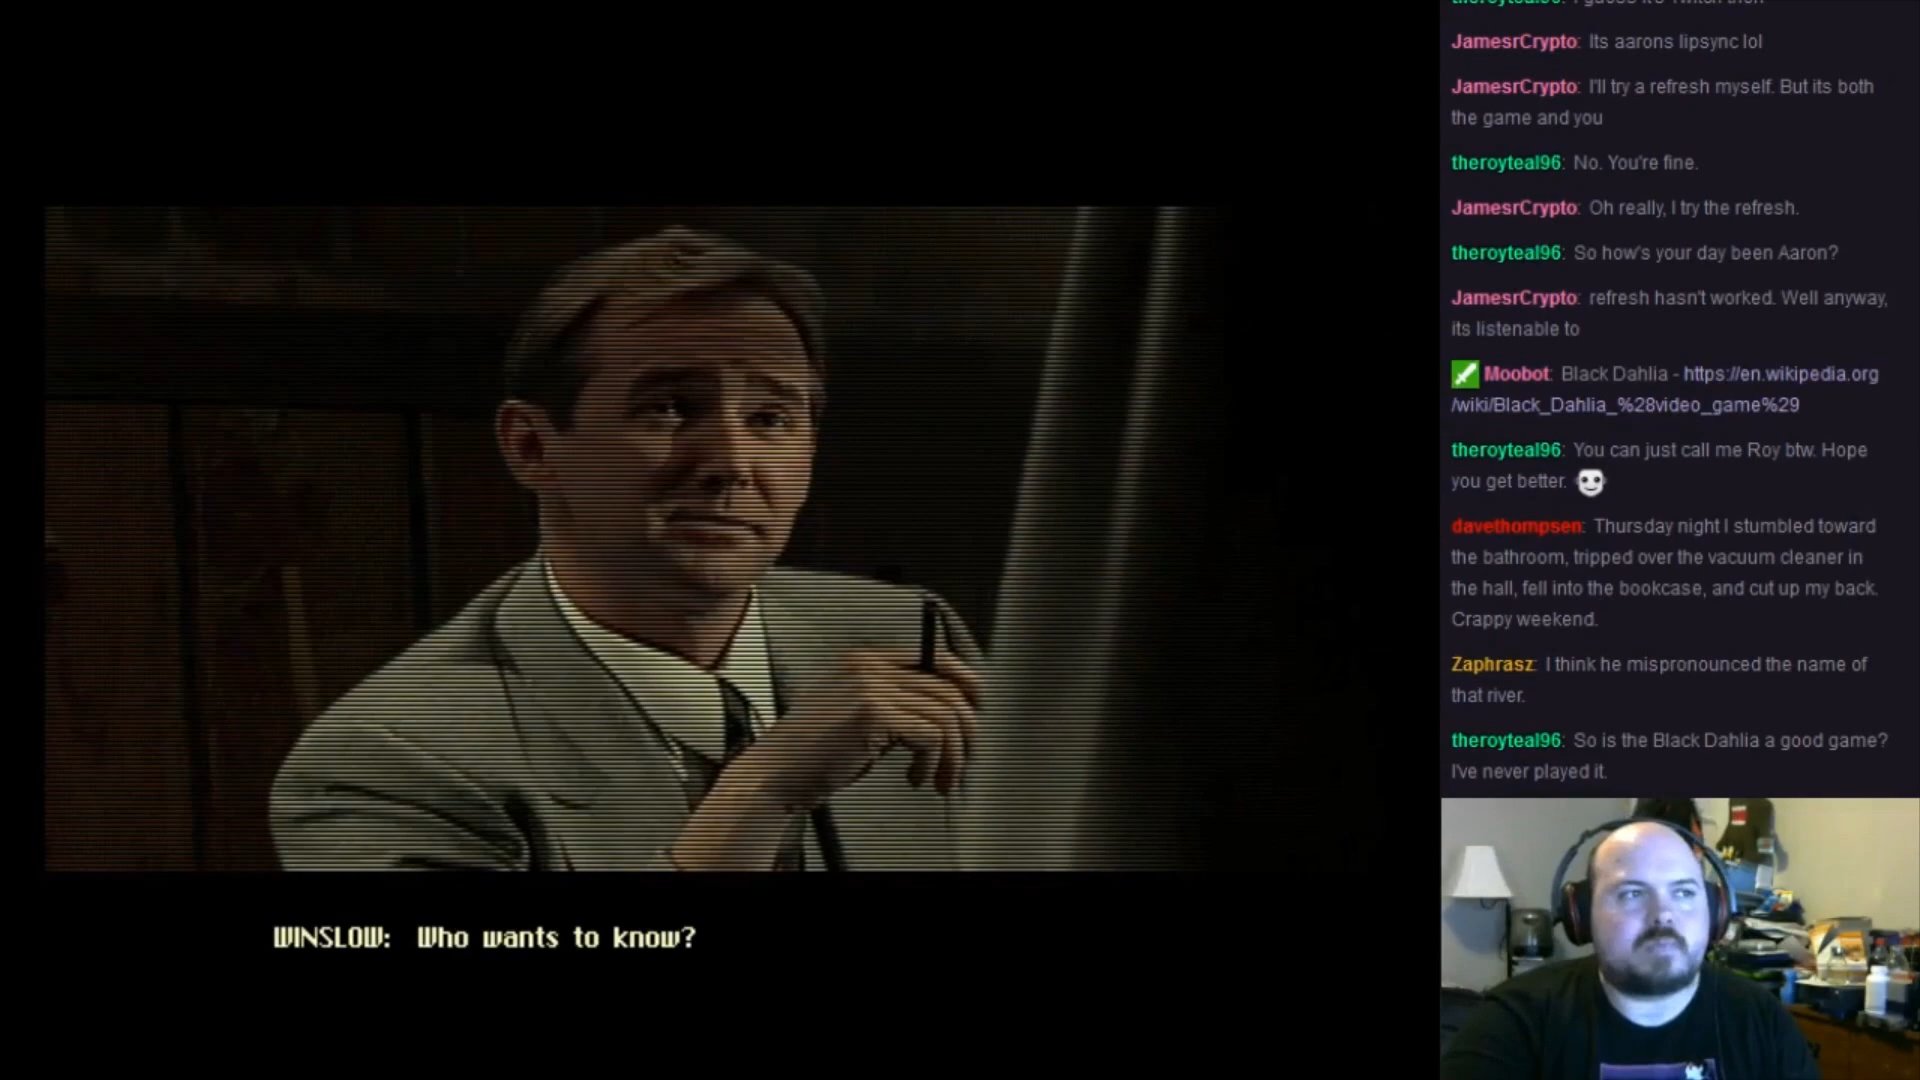 WINSLOW: Who wants to know?
theroyteal96: I guess it's Twitch then
JamesrCrypto: Its aarons lipsync lol
JamesrCrypto: I'll try a refresh myself. But its both
the game and you
theroyteal96: No. You're fine.
JamesrCrypto: Oh really, I try the refresh.
theroyteal96: So how's your day been Aaron?
JamesrCrypto: refresh hasn't worked. Well anyway,
its listenable to
Moobot: Black Dahlia - https://en.wikipedia.org
/wiki/Black_Dahlia_%28video_game%29
theroyteal96: You can just call me Roy btw. Hope
you get better.
davethompsen: Thursday night I stumbled toward
the bathroom, tripped over the vacuum cleaner in
the hall, fell into the bookcase, and cut up my back.
Crappy weekend.
Zaphrasz: I think he mispronounced the name of
that river.
theroyteal96: So is the Black Dahlia a good game?
I've never played it.